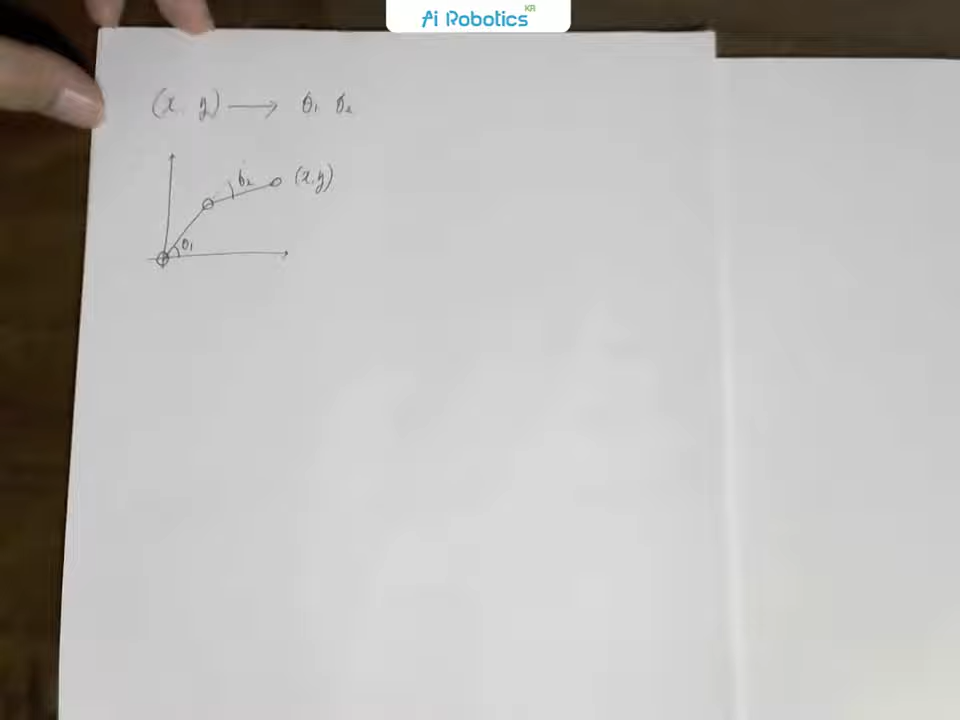 Ai Robotics KR
(x, y) ⟶ θ₁ θ₂
θ₂ (x, y)
θ₁